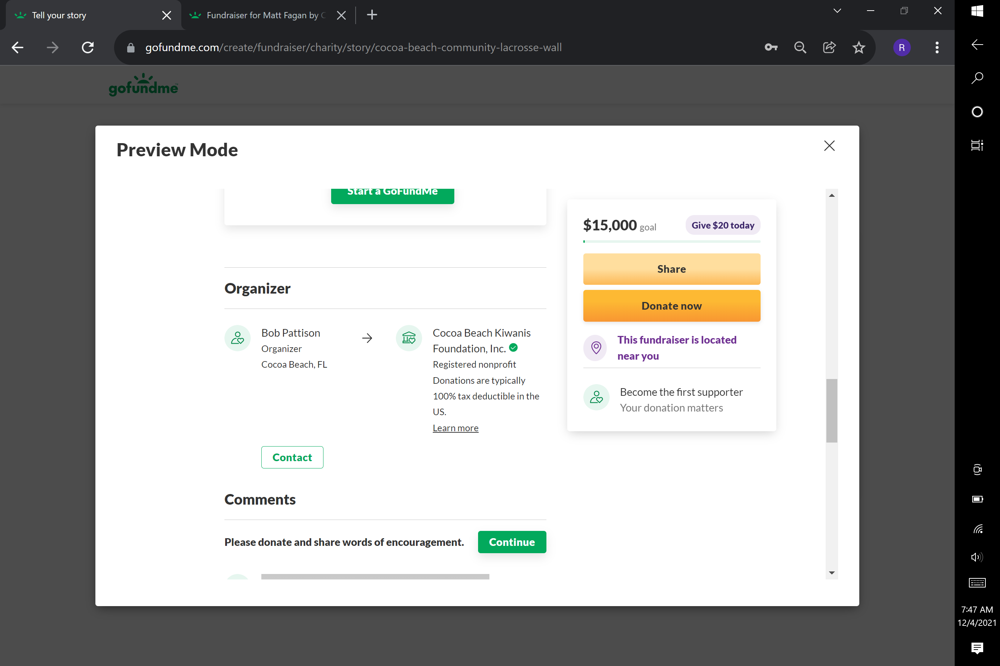 Tell your story
Fundraiser for Matt Fagan by C
gofundme.com/create/fundraiser/charity/story/cocoa-beach-community-lacrosse-wall
R
gofundme
Preview Mode
Start a GoFundMe
$15,000 goal
Give $20 today
Share
Donate now
This fundraiser is located
near you
Become the first supporter
Your donation matters
Organizer
Bob Pattison
Organizer
Cocoa Beach, FL
Cocoa Beach Kiwanis
Foundation, Inc.
Registered nonprofit
Donations are typically
100% tax deductible in the
US.
Learn more
Contact
Comments
Please donate and share words of encouragement.
Continue
7:47 AM
12/4/2021